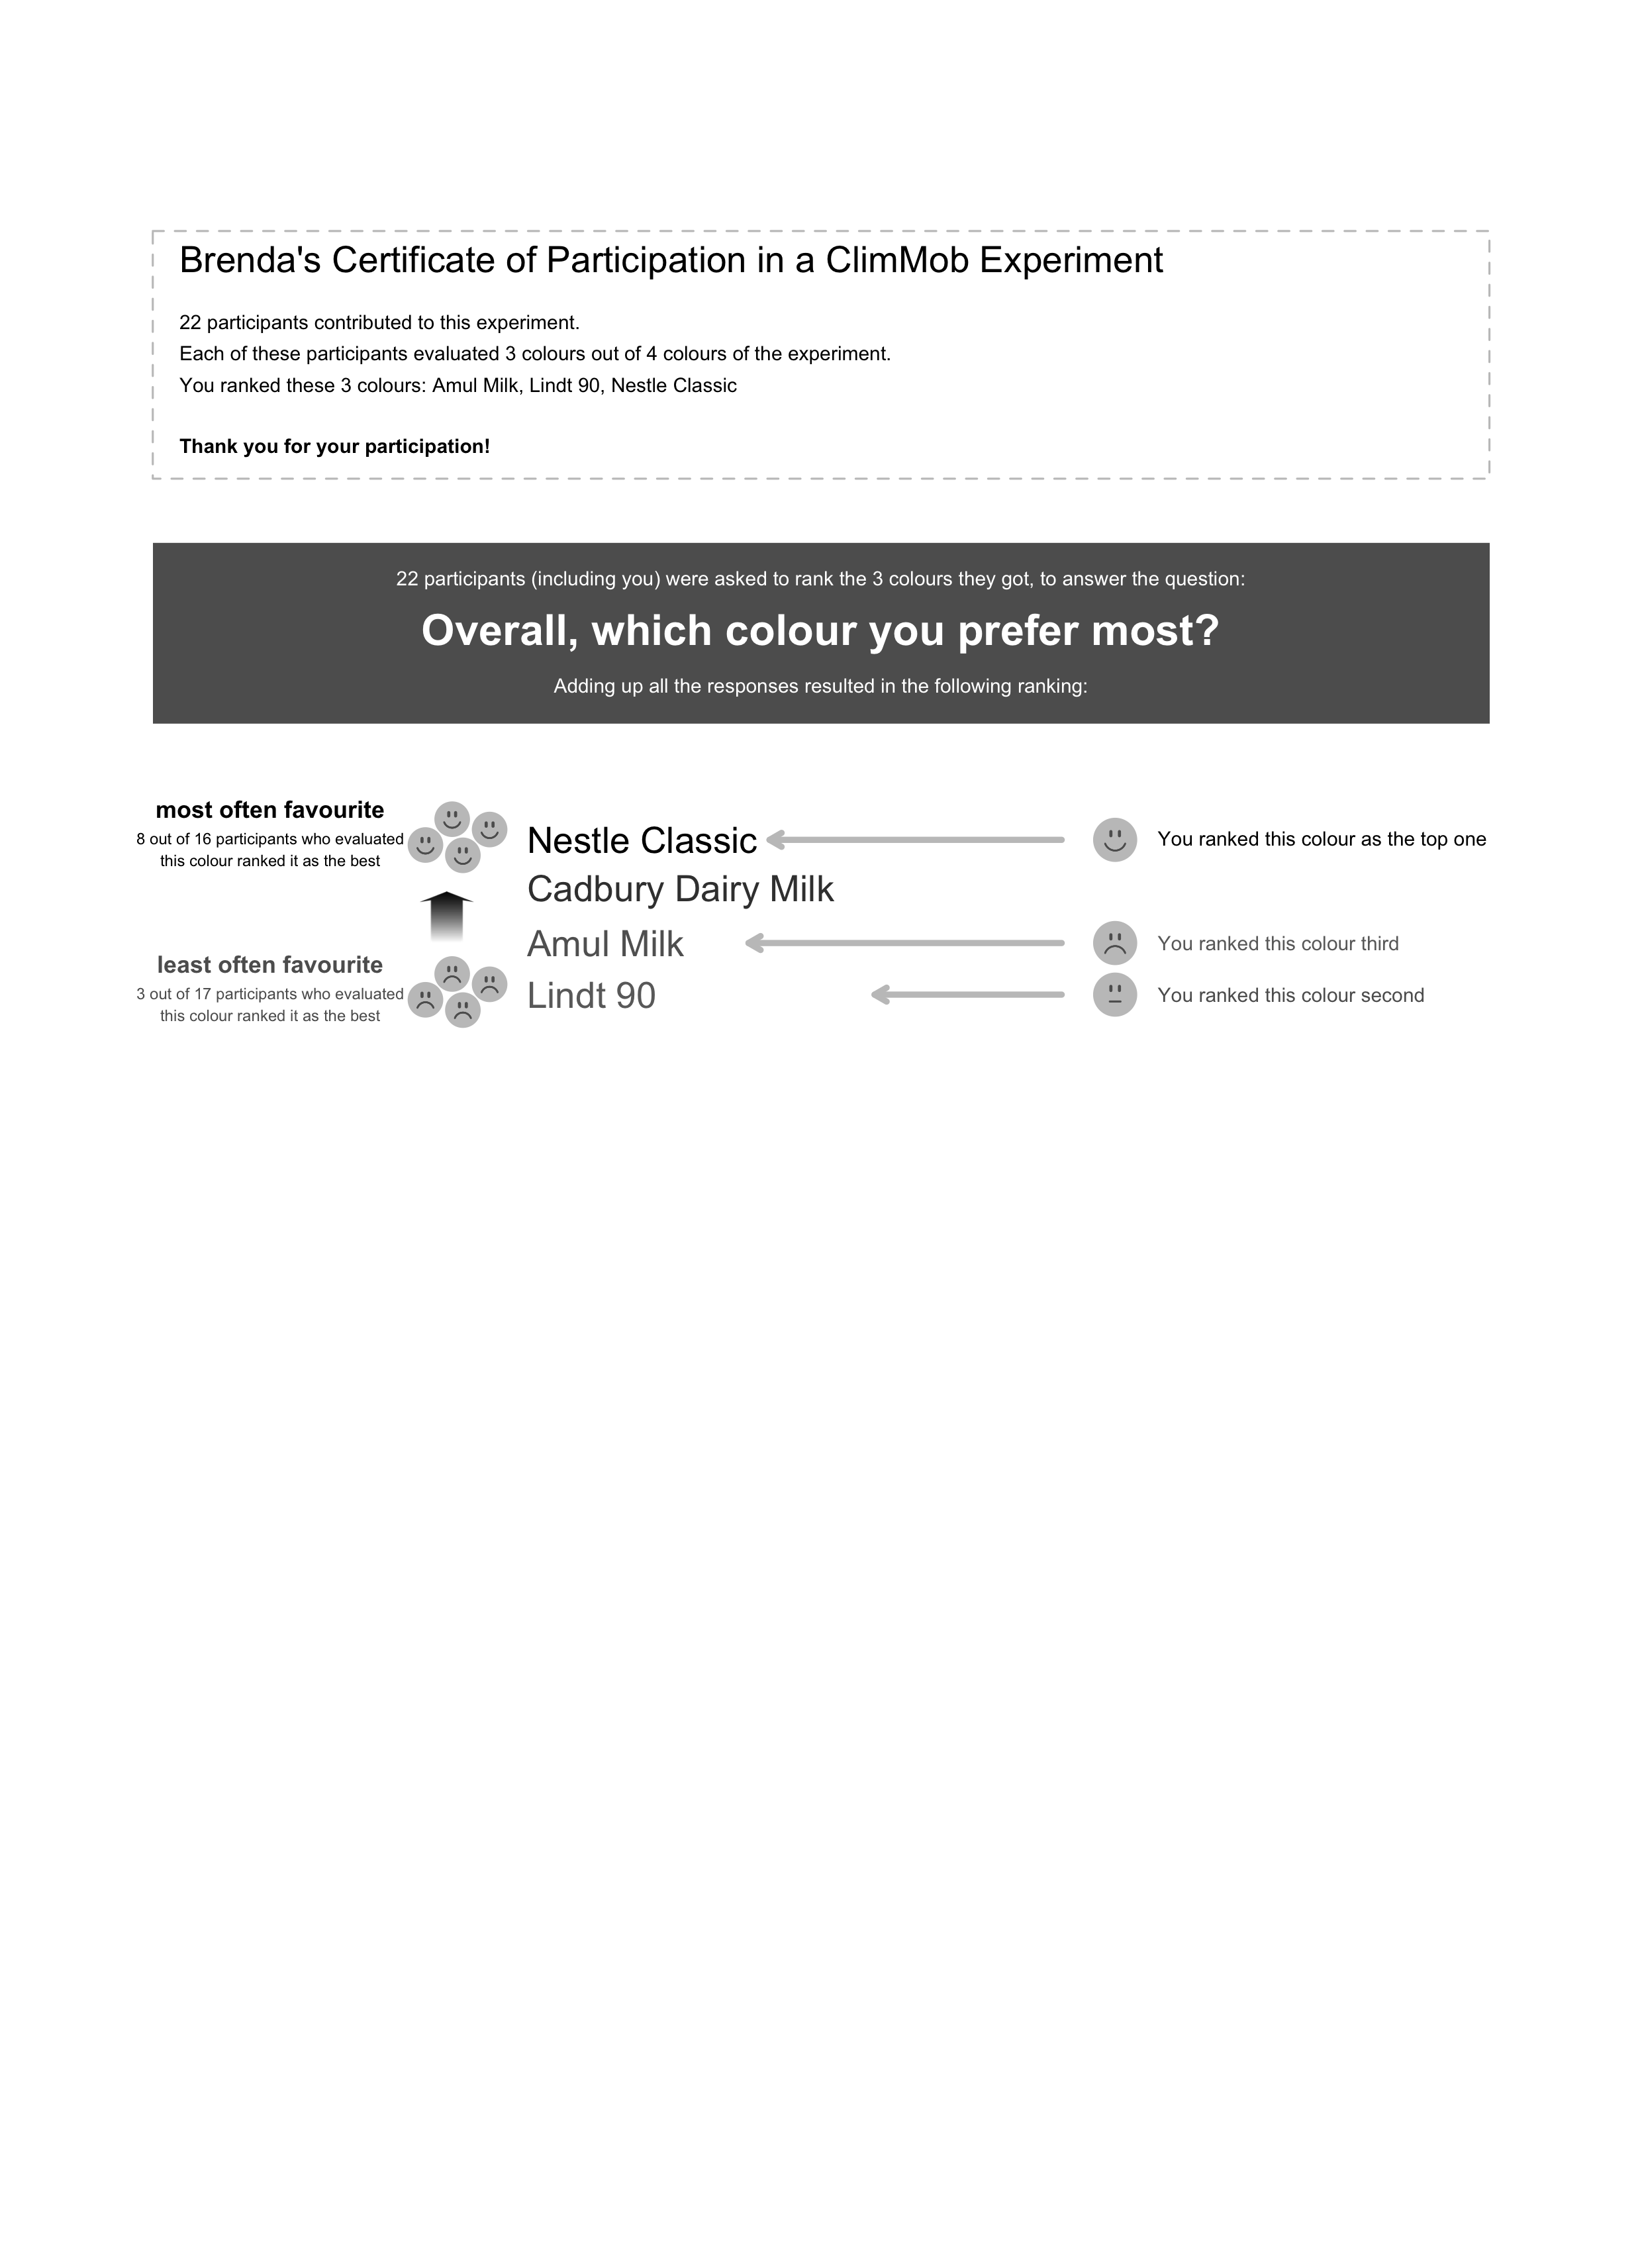 Brenda's Certificate of Participation in a ClimMob Experiment
22 participants contributed to this experiment.
Each of these participants evaluated 3 colours out of 4 colours of the experiment.
You ranked these 3 colours: Amul Milk, Lindt 90, Nestle Classic
Thank you for your participation!
22 participants (including you) were asked to rank the 3 colours they got, to answer the question:
Overall, which colour you prefer most?
Adding up all the responses resulted in the following ranking:
most often favourite
8 out of 16 participants who evaluated
this colour ranked it as the best
Nestle Classic
You ranked this colour as the top one
Cadbury Dairy Milk
Amul Milk
You ranked this colour third
least often favourite
3 out of 17 participants who evaluated
this colour ranked it as the best
Lindt 90
You ranked this colour second